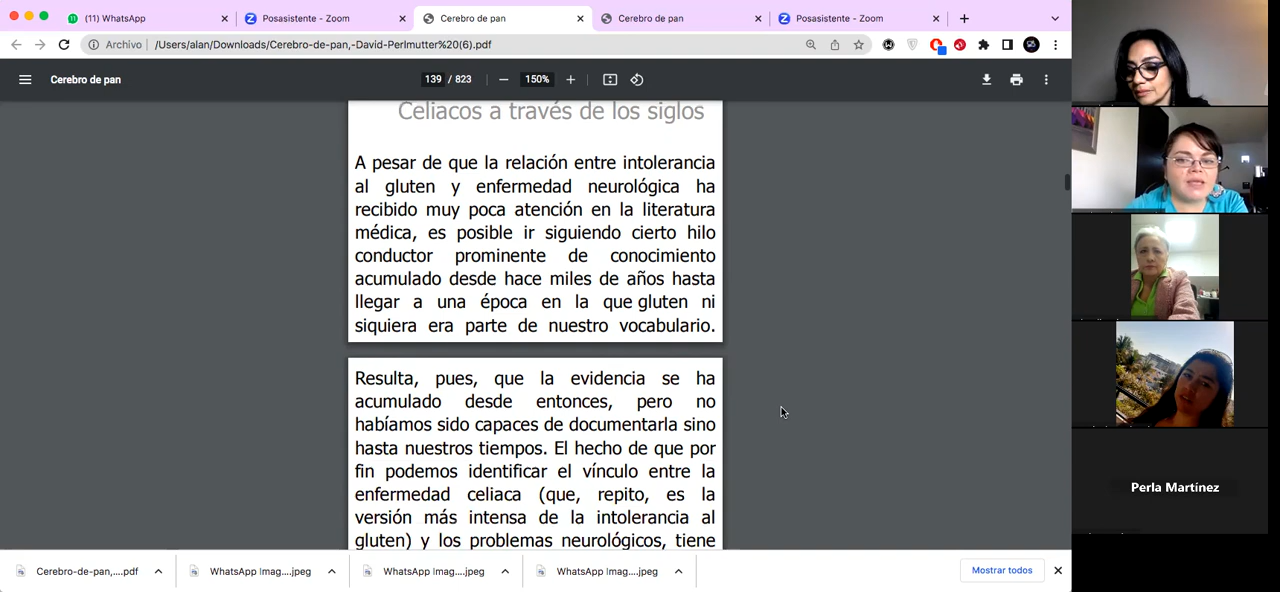 (11) WhatsApp
Posasistente - Zoom
Cerebro de pan
Cerebro de pan
Posasistente - Zoom
Archivo
/Users/alan/Downloads/Cerebro-de-pan,-David-Perlmutter%20(6).pdf
Cerebro de pan
139 / 823
150%
Celiacos a través de los siglos
A pesar de que la relación entre intolerancia
al gluten y enfermedad neurológica ha
recibido muy poca atención en la literatura
médica, es posible ir siguiendo cierto hilo
conductor prominente de conocimiento
acumulado desde hace miles de años hasta
llegar a una época en la que gluten ni
siquiera era parte de nuestro vocabulario.
Resulta, pues, que la evidencia se ha
acumulado desde entonces, pero no
habíamos sido capaces de documentarla sino
hasta nuestros tiempos. El hecho de que por
fin podemos identificar el vínculo entre la
enfermedad celiaca (que, repito, es la
versión más intensa de la intolerancia al
gluten) y los problemas neurológicos, tiene
Perla Martínez
Cerebro-de-pan,....pdf
WhatsApp Imag....jpeg
WhatsApp Imag....jpeg
WhatsApp Imag....jpeg
Mostrar todos